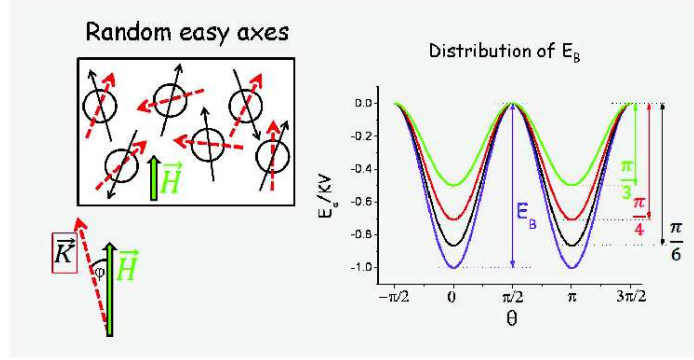 Random easy axes
Distribution of E_B
H⃗
K⃗
φ
H⃗
E_a/KV
0.0
-0.2
-0.4
-0.6
-0.8
-1.0
E_B
π/3
π/4
π/6
−π/2
0
π/2
π
3π/2
θ